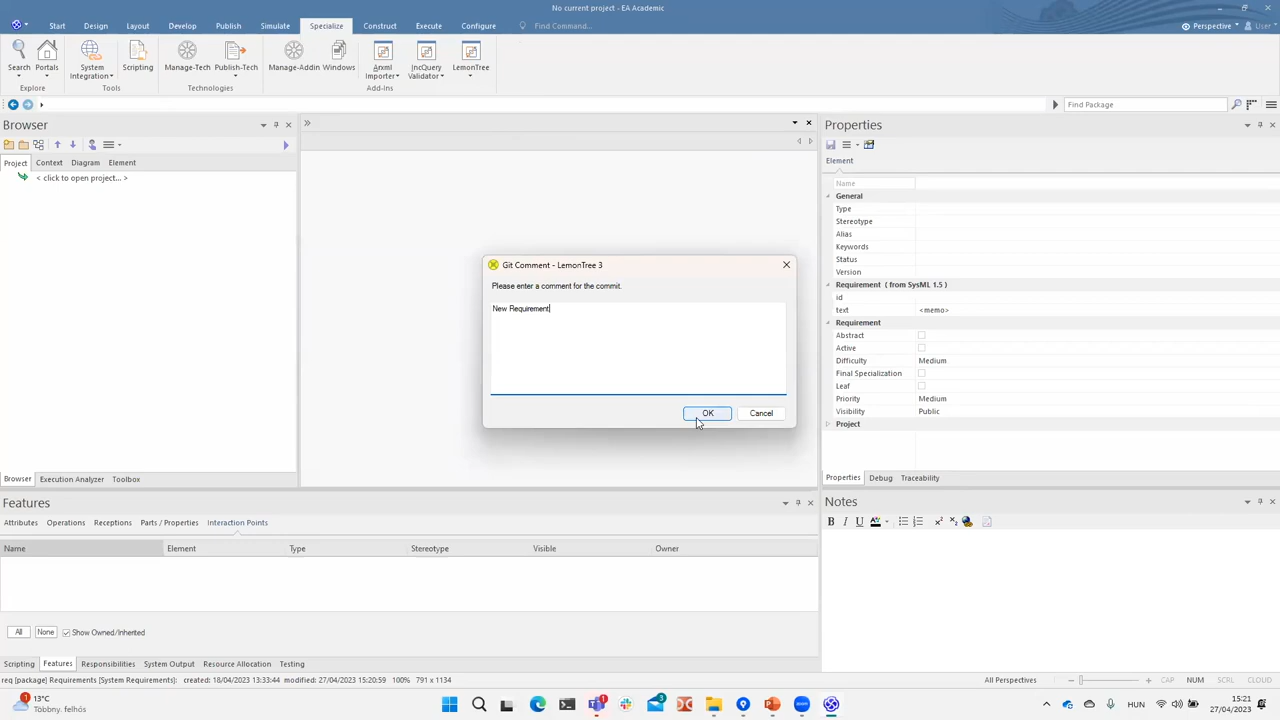 No current project - EA Academic
Start Design Layout Develop Publish Simulate Specialize Construct Execute Configure Find Command... Perspective User
Search Portals System Integration Scripting Manage-Tech Publish-Tech Manage-Addin Windows Arxml Importer IncQuery Validator LemonTree
Explore Tools Technologies Add-Ins
Find Package
Browser
Project Context Diagram Element
< click to open project... >
Browser Execution Analyzer Toolbox
Git Comment - LemonTree 3
Please enter a comment for the commit.
New Requirement
OK Cancel
Properties
Element
Name
General
Type
Stereotype
Alias
Keywords
Status
Version
Requirement ( from SysML 1.5 )
id
text <memo>
Requirement
Abstract
Active
Difficulty Medium
Final Specialization
Leaf
Priority Medium
Visibility Public
Project
Properties Debug Traceability
Features
Attributes Operations Receptions Parts / Properties Interaction Points
Name Element Type Stereotype Visible Owner
All None Show Owned/Inherited
Scripting Features Responsibilities System Output Resource Allocation Testing
Notes
B I U A
req [package] Requirements [System Requirements]: created: 18/04/2023 13:33:44 modified: 27/04/2023 15:20:59 100% 791 x 1134
All Perspectives CAP NUM SCRL CLOUD
13°C
Többny. felhős
HUN
15:21
27/04/2023